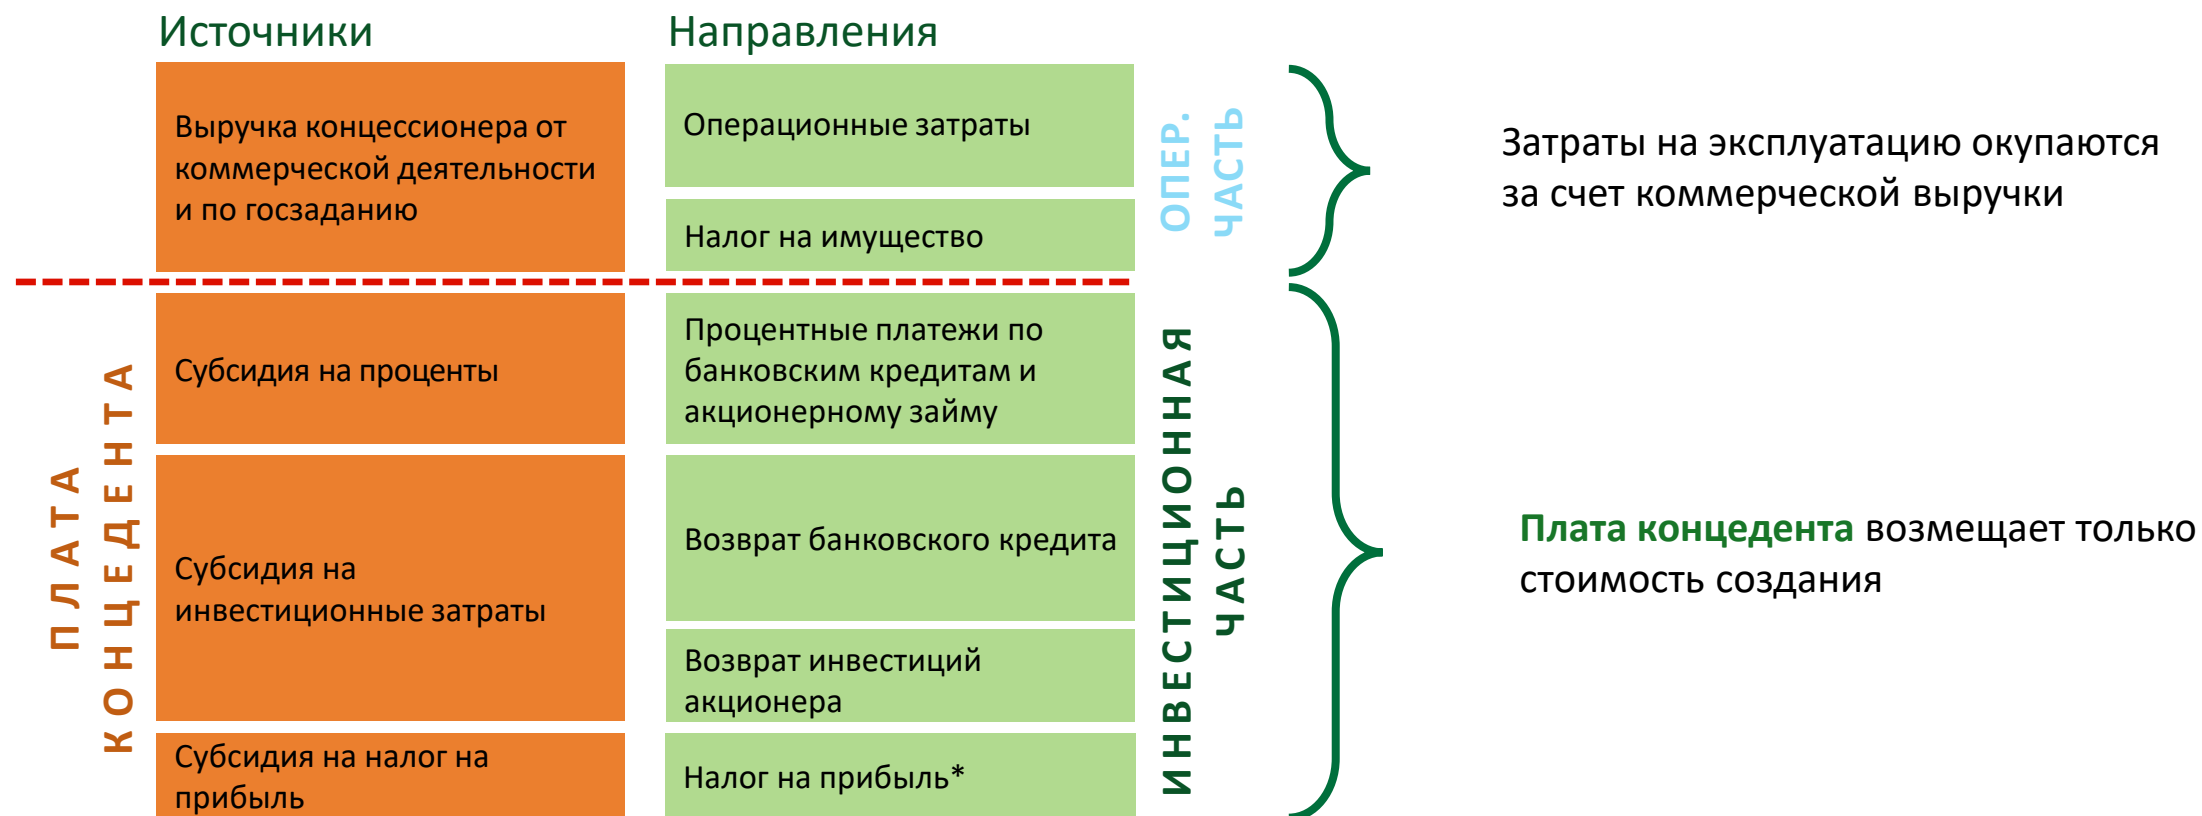 Источники
Направления
Выручка концессионера от
коммерческой деятельности
и по госзаданию
Операционные затраты
Налог на имущество
ОПЕР.
ЧАСТЬ
Затраты на эксплуатацию окупаются
за счет коммерческой выручки
ПЛАТА
КОНЦЕДЕНТА
Субсидия на проценты
Процентные платежи по
банковским кредитам и
акционерному займу
Субсидия на
инвестиционные затраты
Возврат банковского кредита
Возврат инвестиций
акционера
Субсидия на налог на
прибыль
Налог на прибыль*
ИНВЕСТИЦИОННАЯ
ЧАСТЬ
Плата концедента возмещает только
стоимость создания